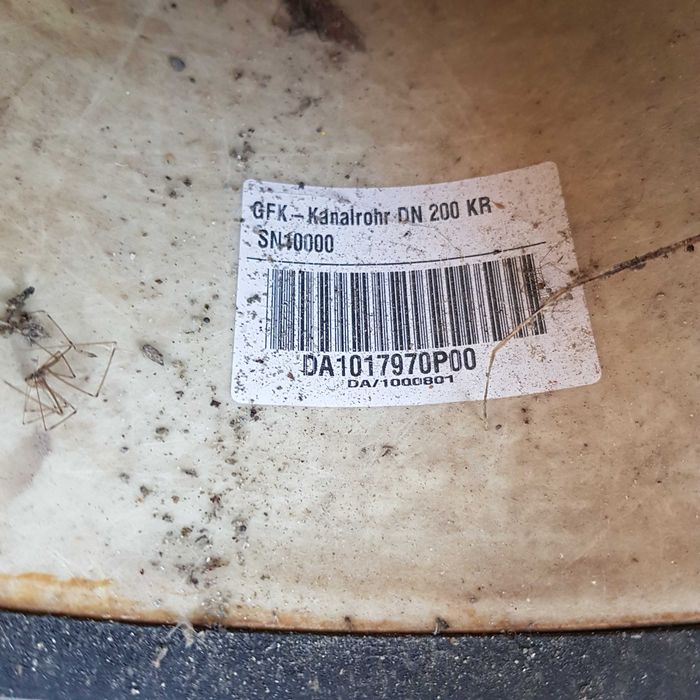 GFK-Kanalrohr DN 200 KR
SN10000
DA1017970P00
DA/1000801